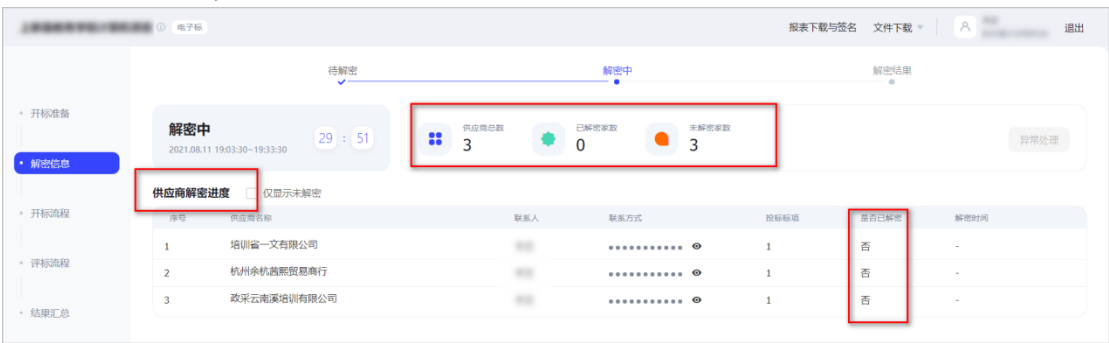 电子标 报表下载与签名 文件下载 退出
待解密 解密中 解密结果
开标准备
解密信息
开标流程
评标流程
结果汇总
解密中
2021.08.11 19:03:30~19:33:30
29 : 51
供应商总数
3
已解密家数
0
未解密家数
3
异常处理
供应商解密进度 仅显示未解密
序号 供应商名称 联系人 联系方式 投标标项 是否已解密 解密时间
1 培训省一文有限公司 1 否 -
2 杭州余杭茜熙贸易商行 1 否 -
3 政采云南溪培训有限公司 1 否 -